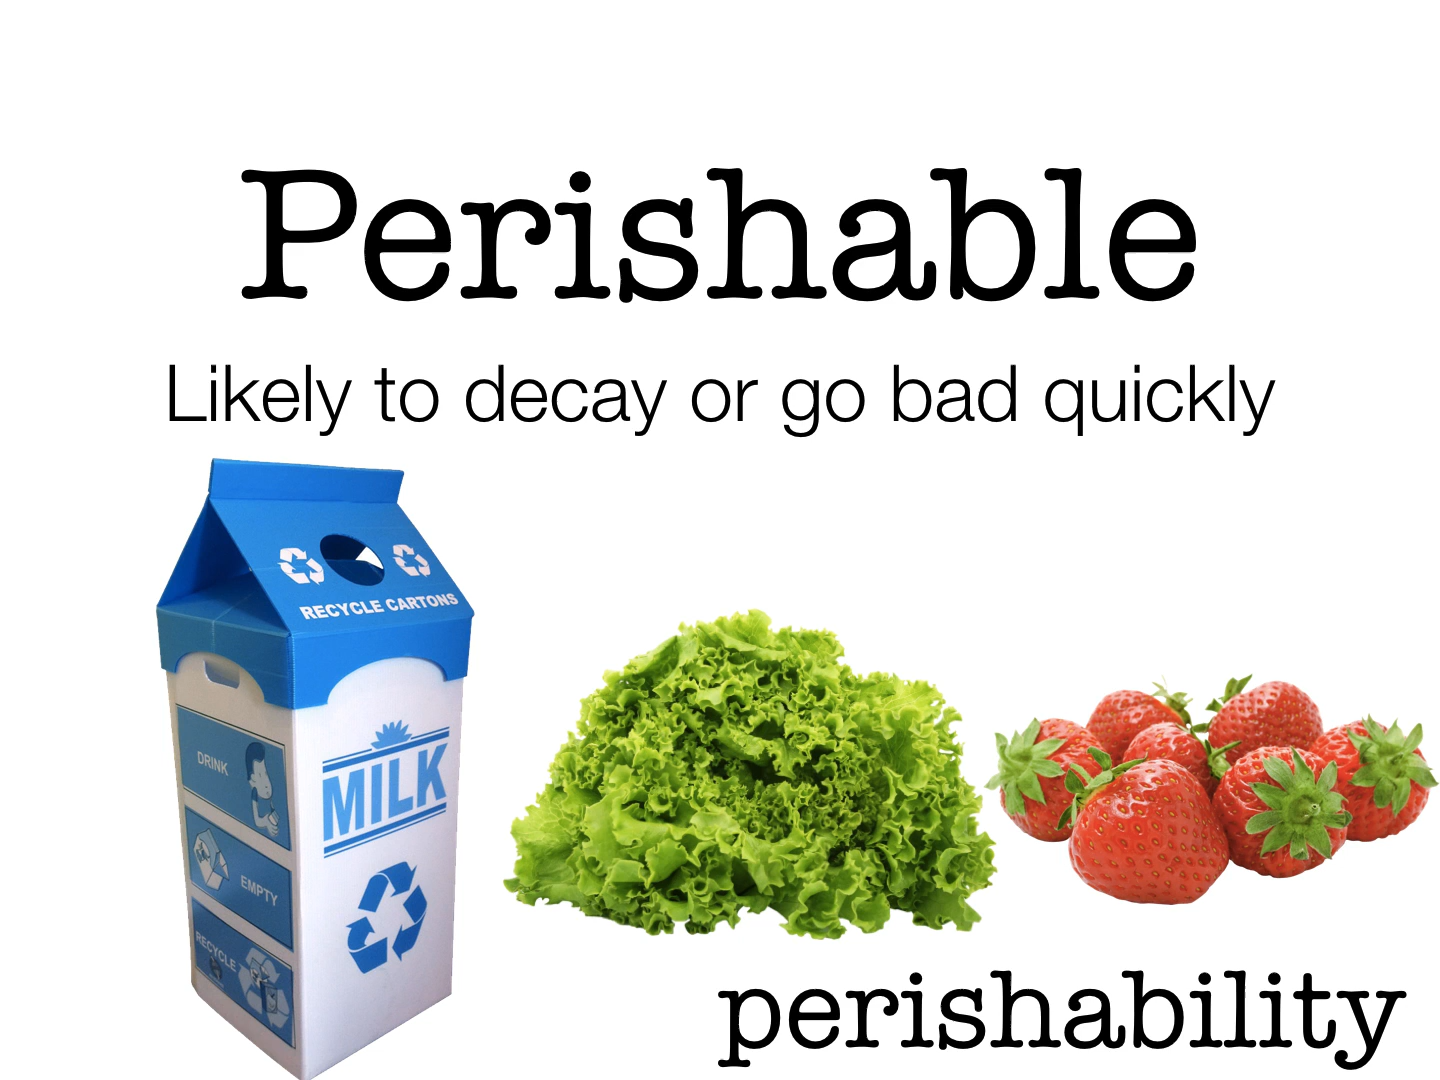 Perishable
Likely to decay or go bad quickly
RECYCLE CARTONS
MILK
DRINK
EMPTY
RECYCLE
perishability